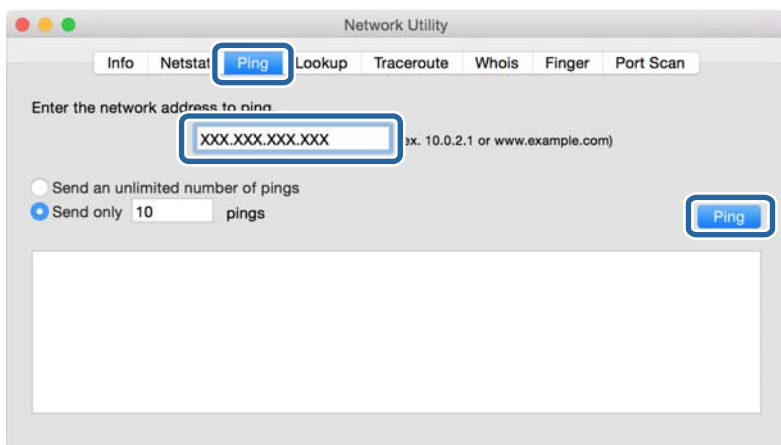 Network Utility
Info Netstat Ping Lookup Traceroute Whois Finger Port Scan
Enter the network address to ping.
XXX.XXX.XXX.XXX ex. 10.0.2.1 or www.example.com)
Send an unlimited number of pings
Send only 10 pings
Ping